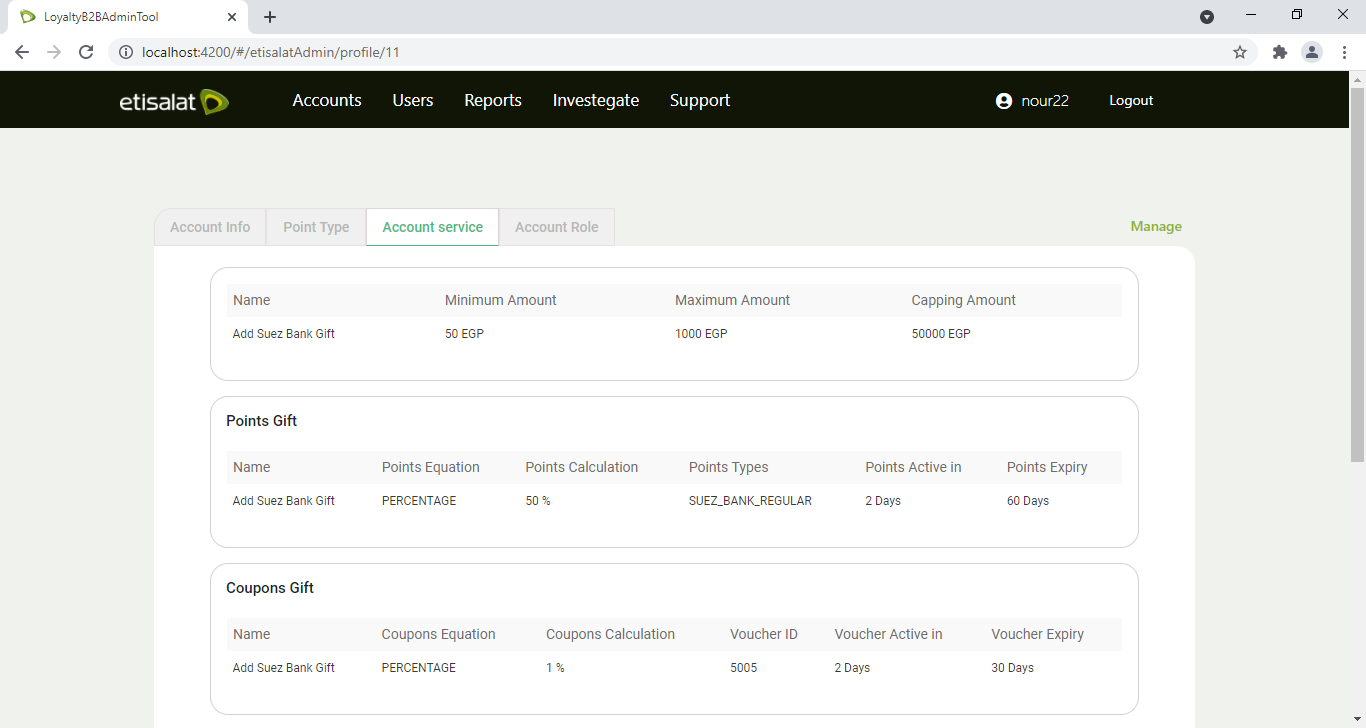 LoyaltyB2BAdminTool
localhost:4200/#/etisalatAdmin/profile/11
etisalat Accounts Users Reports Investegate Support nour22 Logout
Account Info Point Type Account service Account Role Manage
Name Minimum Amount Maximum Amount Capping Amount
Add Suez Bank Gift 50 EGP 1000 EGP 50000 EGP
Points Gift
Name Points Equation Points Calculation Points Types Points Active in Points Expiry
Add Suez Bank Gift PERCENTAGE 50 % SUEZ_BANK_REGULAR 2 Days 60 Days
Coupons Gift
Name Coupons Equation Coupons Calculation Voucher ID Voucher Active in Voucher Expiry
Add Suez Bank Gift PERCENTAGE 1 % 5005 2 Days 30 Days